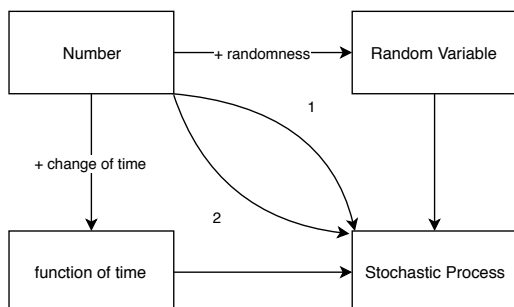 Number
+ randomness
Random Variable
1
+ change of time
2
function of time
Stochastic Process